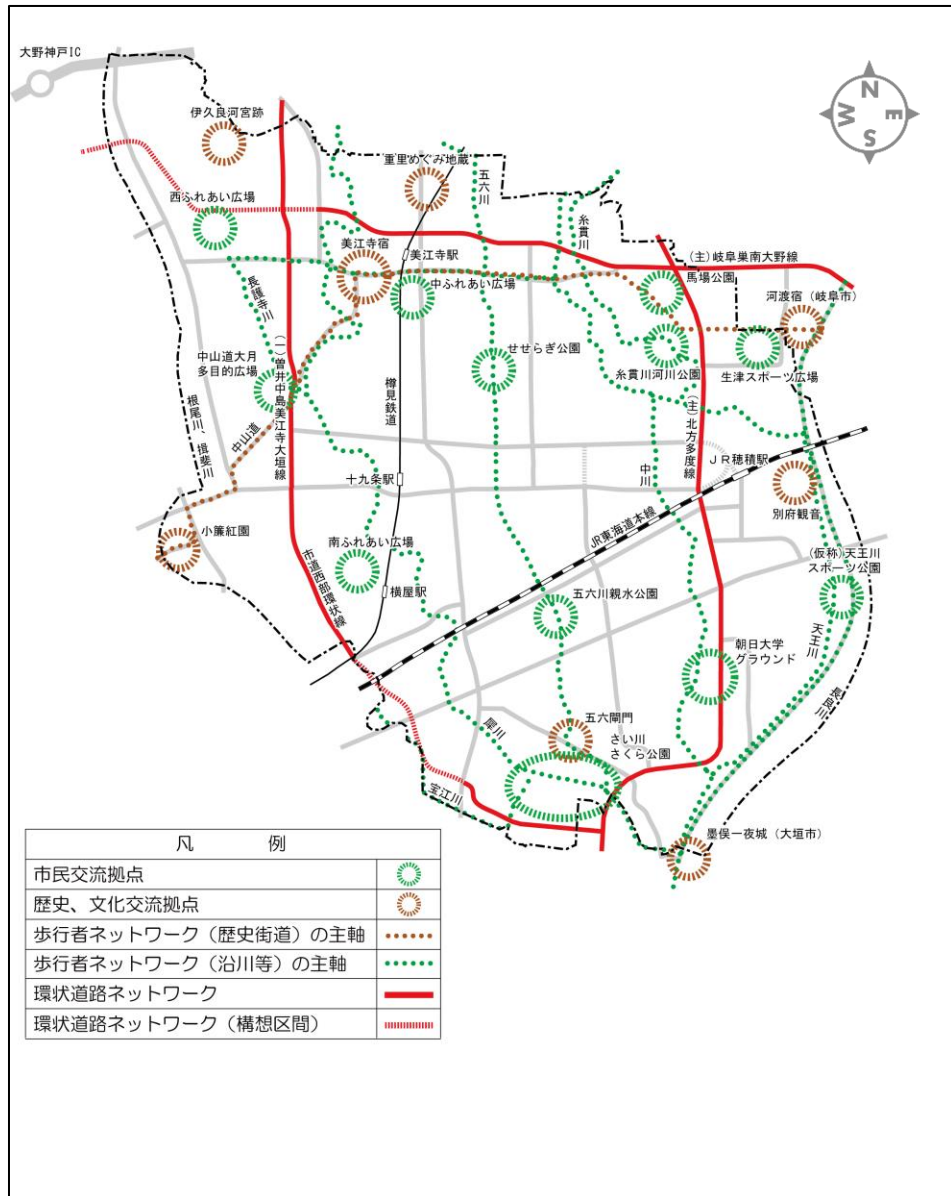 大野神戸IC
N
E
S
W
伊久良河宮跡
重里めぐみ地蔵
五六川
西ふれあい広場
糸貫川
美江寺宿
美江寺駅
(主)岐阜巣南大野線
馬場公園
中ふれあい広場
河渡宿（岐阜市）
長護寺川
(一)曽井中島美江寺大垣線
せせらぎ公園
中山道大月
多目的広場
糸貫川河川公園
生津スポーツ広場
樽見鉄道
(主)北方多度線
根尾川、揖斐川
中山道
中川
ＪＲ穂積駅
十九条駅
別府観音
小簾紅園
JR東海道本線
南ふれあい広場
(仮称)天王川
スポーツ公園
市道西部環状線
横屋駅
五六川親水公園
天王川
朝日大学
グラウンド
長良川
五六閘門
犀川
さい川
さくら公園
宝江川
墨俣一夜城（大垣市）
凡　例
市民交流拠点
歴史、文化交流拠点
歩行者ネットワーク（歴史街道）の主軸
歩行者ネットワーク（沿川等）の主軸
環状道路ネットワーク
環状道路ネットワーク（構想区間）